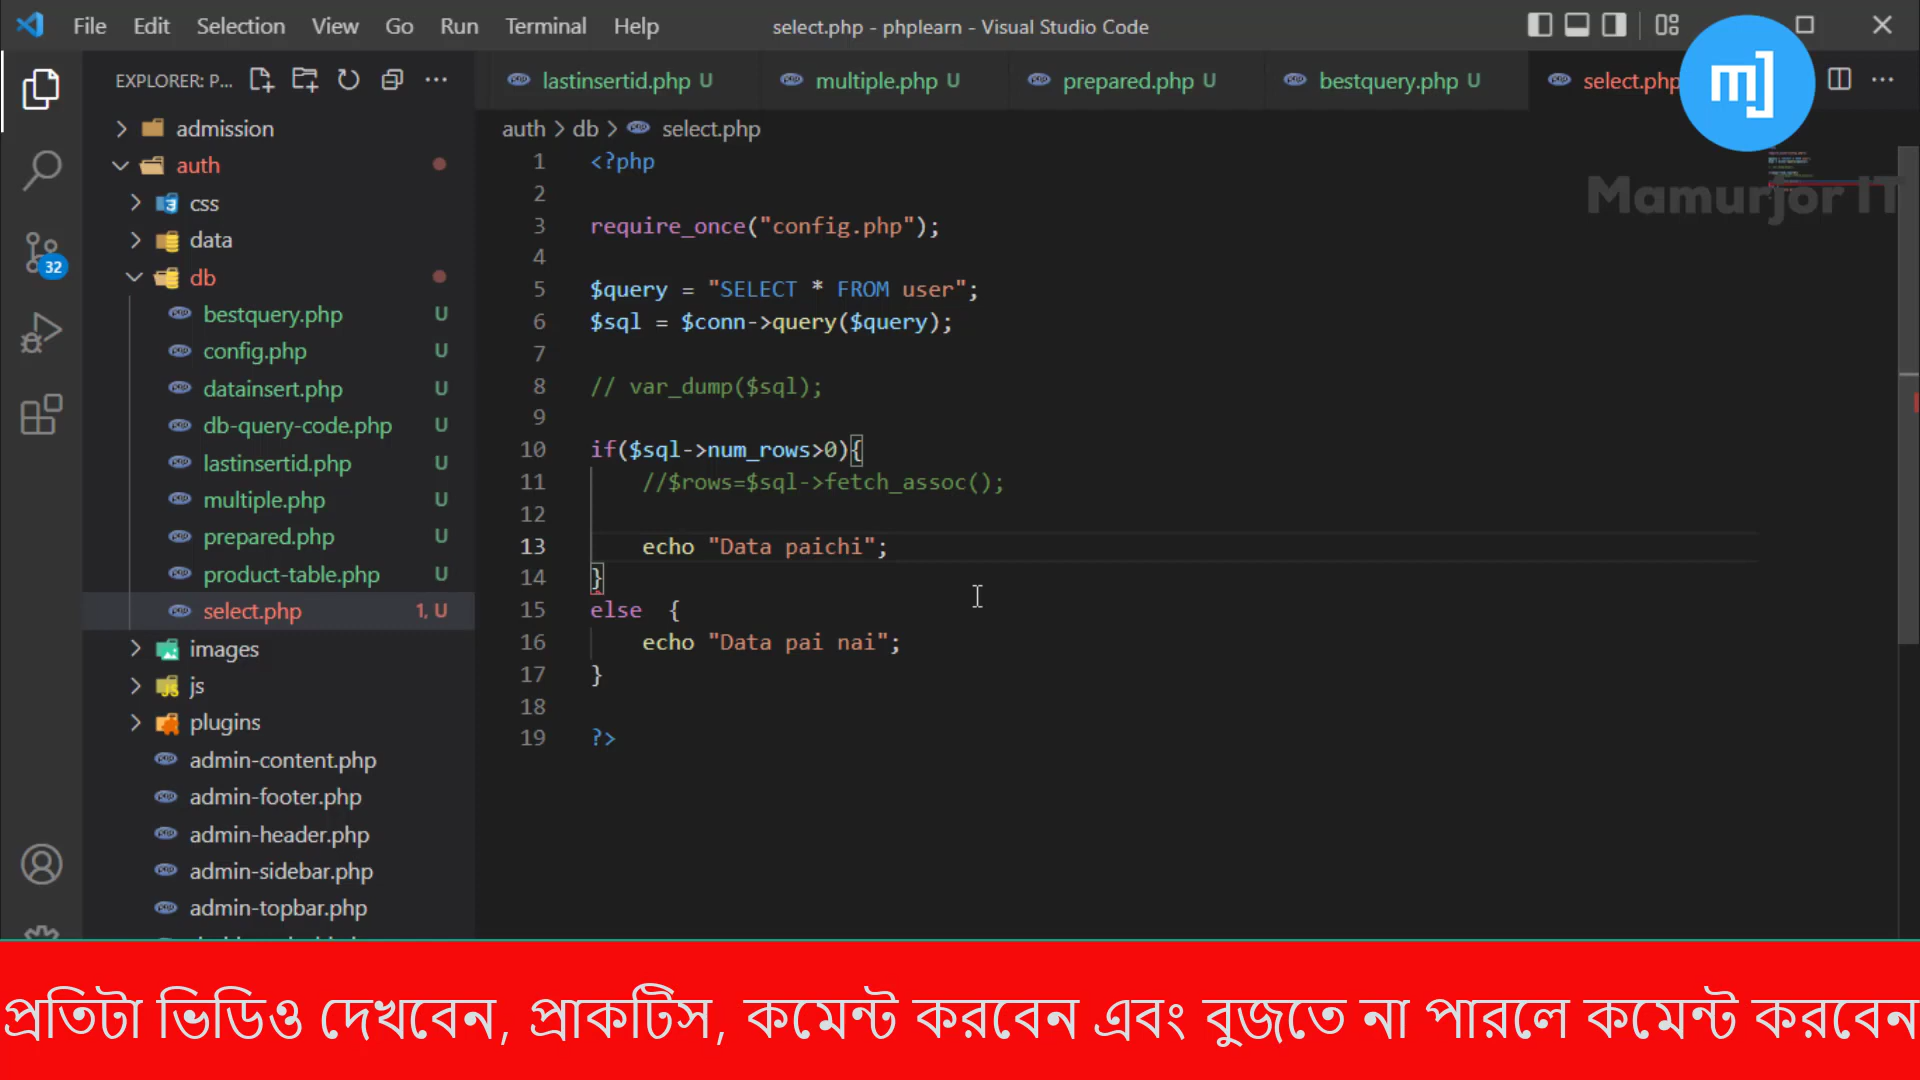 File Edit Selection View Go Run Terminal Help select.php - phplearn - Visual Studio Code
EXPLORER: P...
lastinsertid.php U multiple.php U prepared.php U bestquery.php U select.php
mj
Mamurjor IT
auth > db > select.php
admission
auth
css
data
db
bestquery.php U
config.php U
datainsert.php U
db-query-code.php U
lastinsertid.php U
multiple.php U
prepared.php U
product-table.php U
select.php 1, U
images
js
plugins
admin-content.php
admin-footer.php
admin-header.php
admin-sidebar.php
admin-topbar.php
32
1 <?php
2
3 require_once("config.php");
4
5 $query = "SELECT * FROM user";
6 $sql = $conn->query($query);
7
8 // var_dump($sql);
9
10 if($sql->num_rows>0){
11 //$rows=$sql->fetch_assoc();
12
13 echo "Data paichi";
14 }
15 else {
16 echo "Data pai nai";
17 }
18
19 ?>
প্রতিটা ভিডিও দেখবেন, প্রাকটিস, কমেন্ট করবেন এবং বুজতে না পারলে কমেন্ট করবেন